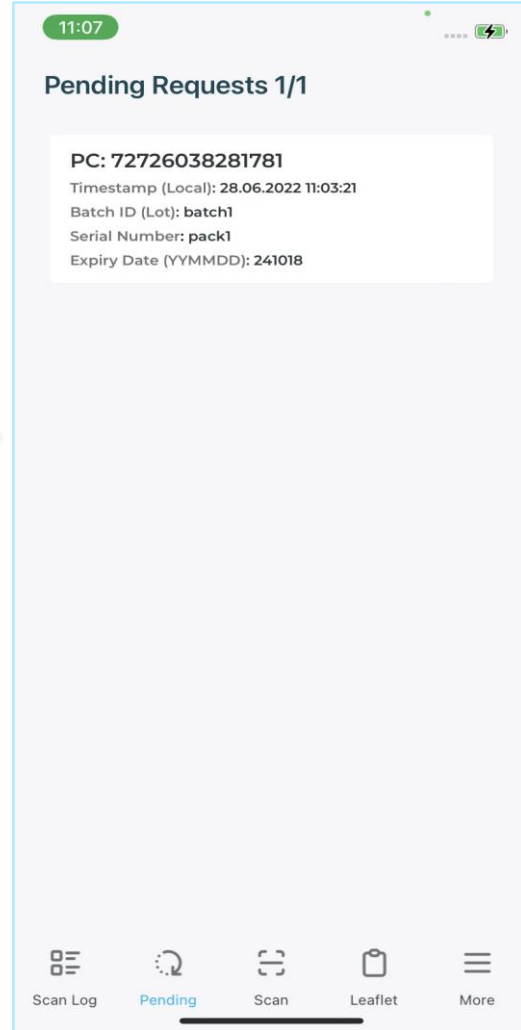 11:07
Pending Requests 1/1
PC: 72726038281781
Timestamp (Local): 28.06.2022 11:03:21
Batch ID (Lot): batch1
Serial Number: pack1
Expiry Date (YYMMDD): 241018
Scan Log Pending Scan Leaflet More